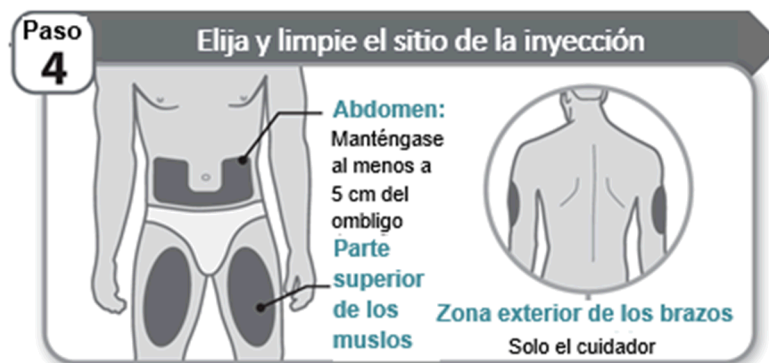 Paso
4
Elija y limpie el sitio de la inyección
Abdomen:
Manténgase
al menos a
5 cm del
ombligo
Parte
superior
de los
muslos
Zona exterior de los brazos
Solo el cuidador